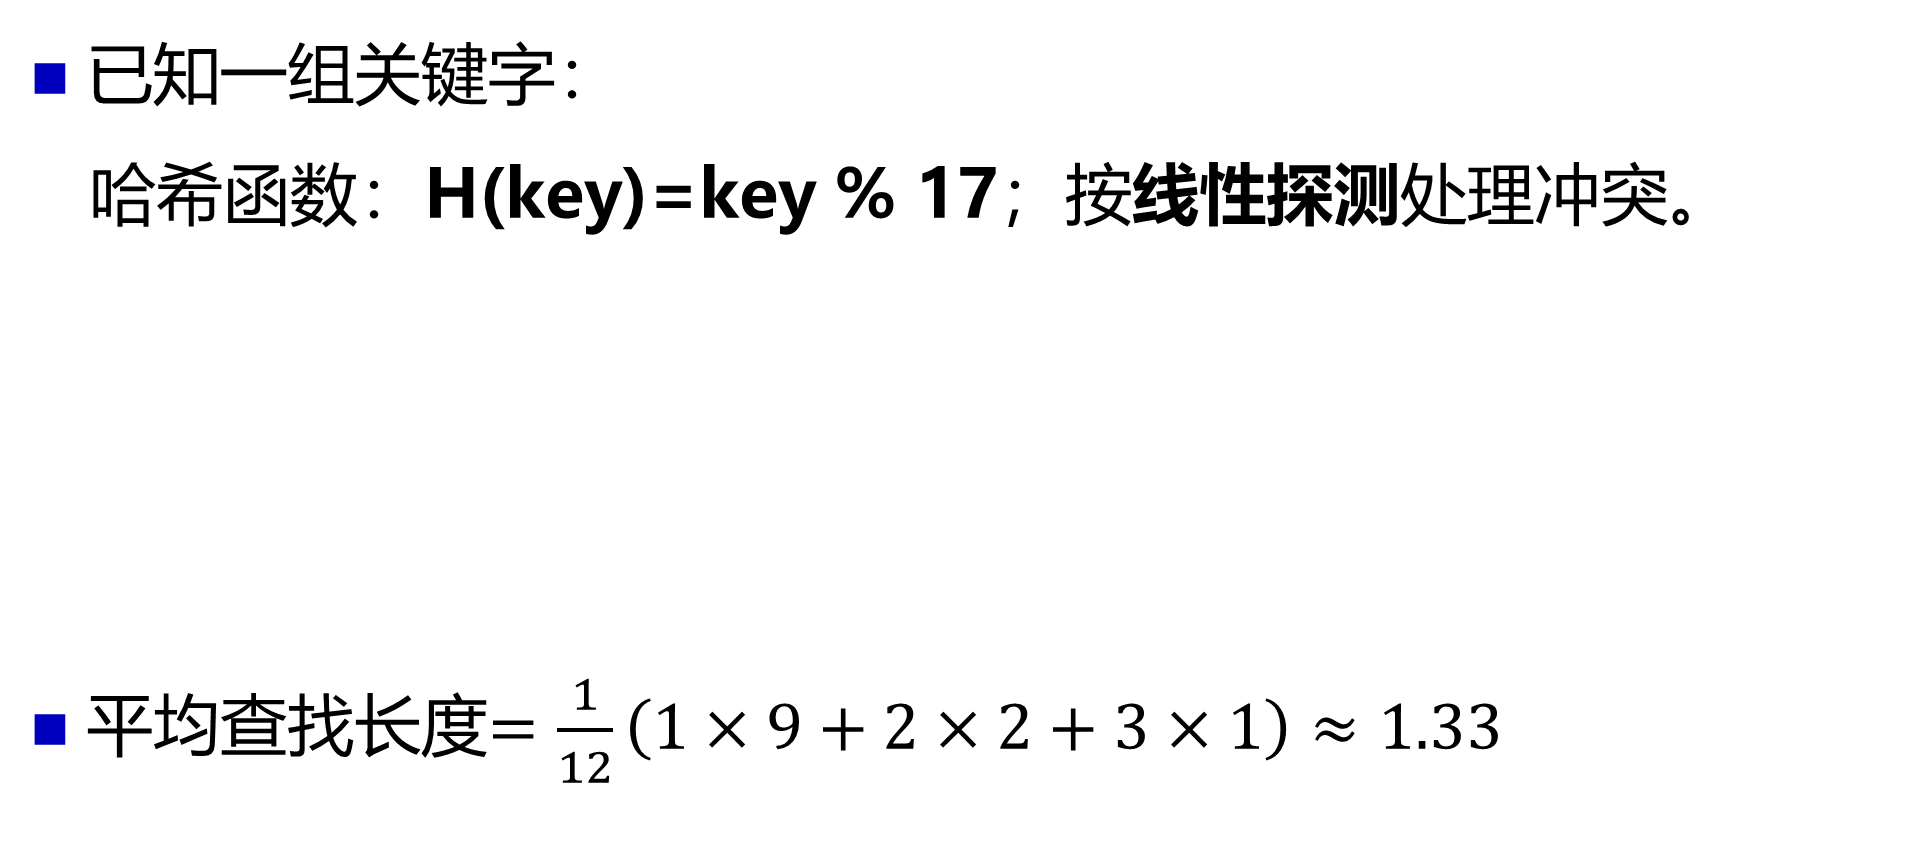 已知一组关键字：
哈希函数：H(key)=key % 17；按线性探测处理冲突。
平均查找长度= 1/12 (1 × 9 + 2 × 2 + 3 × 1) ≈ 1.33